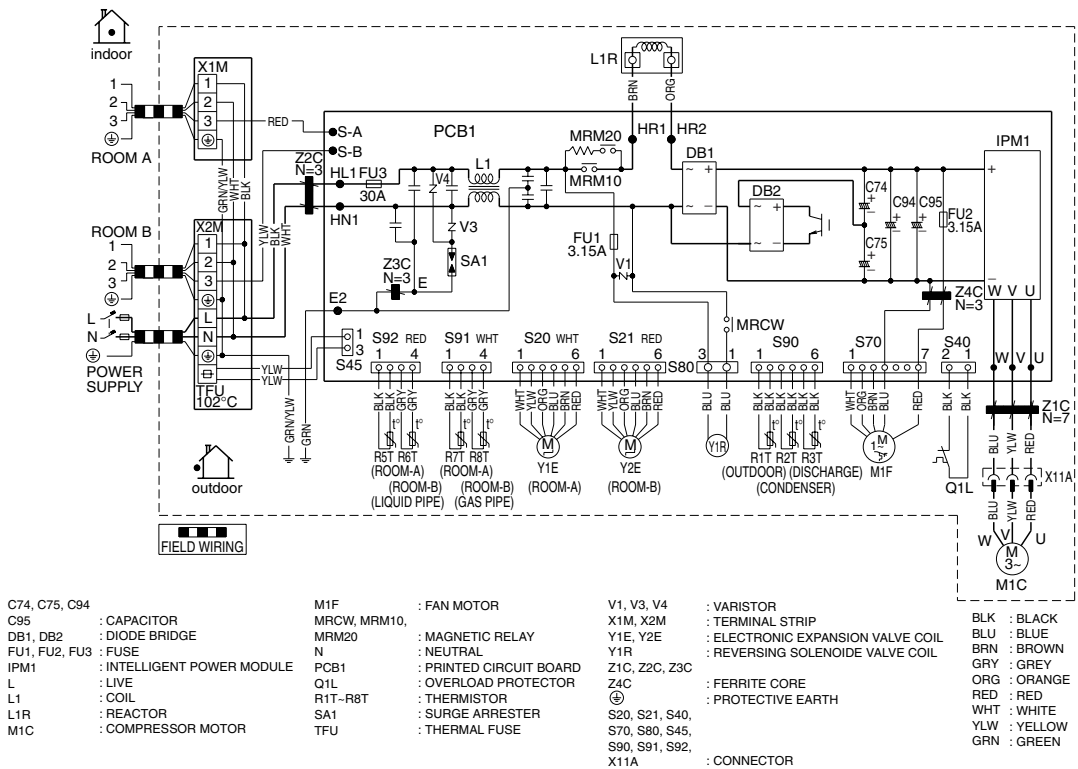 indoor
X1M
1
2
3
1
2
3
ROOM A
RED
GRN/YLW
WHT
BLK
S-A
S-B
PCB1
Z2C
N=3
HL1
FU3
30A
HN1
V4
L1
V3
SA1
Z3C
N=3
E
E2
L1R
BRN
ORG
HR1
HR2
MRM20
MRM10
DB1
DB2
FU1
3.15A
V1
MRCW
C74
C94
C95
C75
FU2
3.15A
IPM1
+
−
W V U
Z4C
N=3
X2M
ROOM B
1
2
3
1
2
3
L
N
L
N
POWER
SUPPLY
TFU
102°C
YLW
BLK
WHT
YLW
YLW
GRN/YLW
GRN
1
3
S45
S92 RED
1 4
S91 WHT
1 4
S20 WHT
1 6
S21 RED
1 6
S80
3 1
S90
1 6
S70
1 7
S40
2 1
BLK
BLK
GRY
GRY
BLK
BLK
GRY
GRY
WHT
YLW
ORG
BLU
BRN
RED
WHT
YLW
ORG
BLU
BRN
RED
BLU
BLU
BLK
BLK
BLK
BLK
BLK
BLK
WHT
ORG
BRN
BLU
RED
BLK
BLK
t° t° t° t° t° t° t°
R5T R6T
(ROOM-A)
(ROOM-B)
(LIQUID PIPE)
R7T R8T
(ROOM-A)
(ROOM-B)
(GAS PIPE)
M
Y1E
(ROOM-A)
M
Y2E
(ROOM-B)
Y1R
R1T R2T R3T
(OUTDOOR) (DISCHARGE)
(CONDENSER)
M
1~
M1F
Q1L
W V U
Z1C
N=7
BLU
YLW
RED
X11A
BLU
YLW
RED
W V U
M
3~
M1C
outdoor
FIELD WIRING
C74, C75, C94
C95 : CAPACITOR
DB1, DB2 : DIODE BRIDGE
FU1, FU2, FU3 : FUSE
IPM1 : INTELLIGENT POWER MODULE
L : LIVE
L1 : COIL
L1R : REACTOR
M1C : COMPRESSOR MOTOR
M1F : FAN MOTOR
MRCW, MRM10,
MRM20 : MAGNETIC RELAY
N : NEUTRAL
PCB1 : PRINTED CIRCUIT BOARD
Q1L : OVERLOAD PROTECTOR
R1T~R8T : THERMISTOR
SA1 : SURGE ARRESTER
TFU : THERMAL FUSE
V1, V3, V4 : VARISTOR
X1M, X2M : TERMINAL STRIP
Y1E, Y2E : ELECTRONIC EXPANSION VALVE COIL
Y1R : REVERSING SOLENOIDE VALVE COIL
Z1C, Z2C, Z3C
Z4C : FERRITE CORE
: PROTECTIVE EARTH
S20, S21, S40,
S70, S80, S45,
S90, S91, S92,
X11A : CONNECTOR
BLK : BLACK
BLU : BLUE
BRN : BROWN
GRY : GREY
ORG : ORANGE
RED : RED
WHT : WHITE
YLW : YELLOW
GRN : GREEN